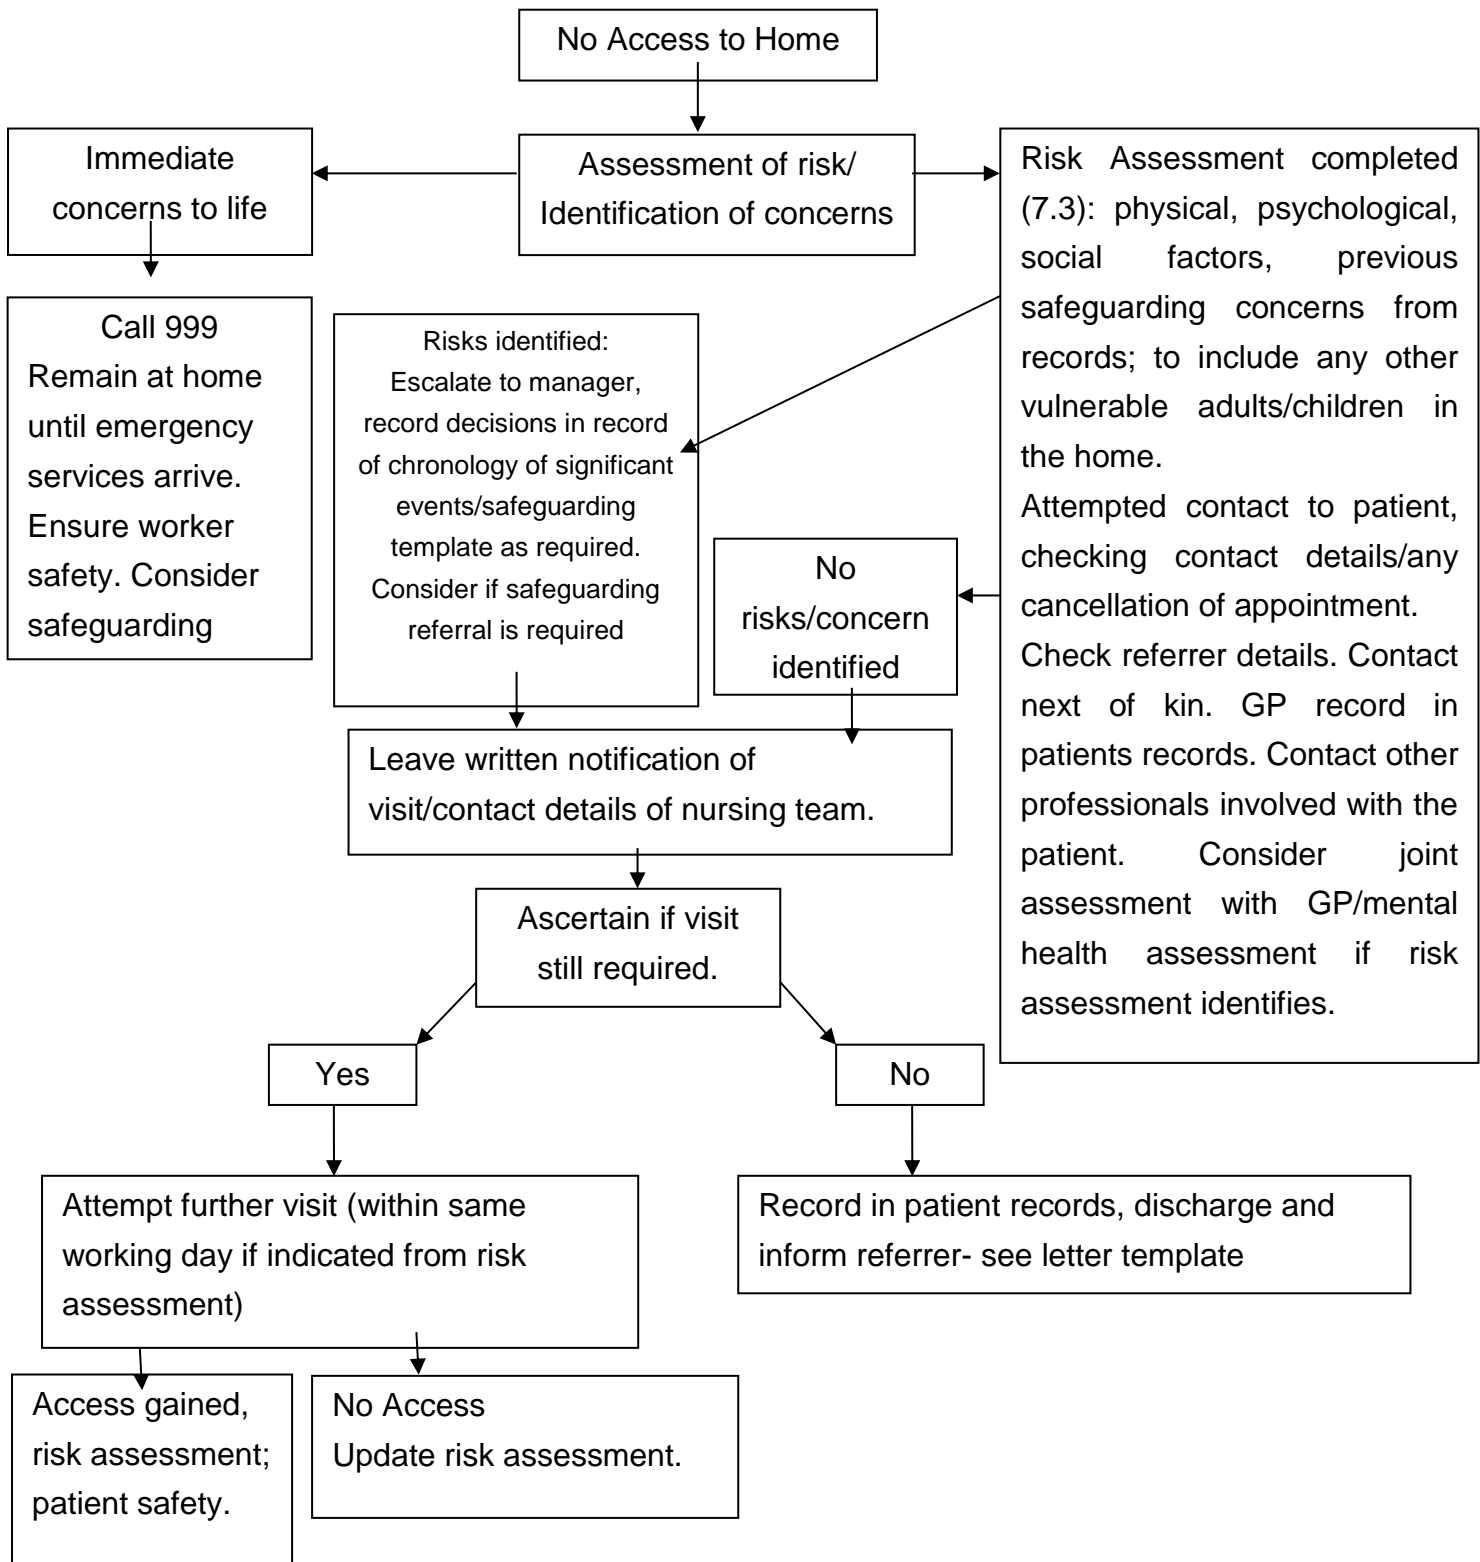 No Access to Home
Immediate
concerns to life
Assessment of risk/
Identification of concerns
Risk Assessment completed
(7.3): physical, psychological,
social factors, previous
safeguarding concerns from
records; to include any other
vulnerable adults/children in
the home.
Attempted contact to patient,
checking contact details/any
cancellation of appointment.
Check referrer details. Contact
next of kin. GP record in
patients records. Contact other
professionals involved with the
patient. Consider joint
assessment with GP/mental
health assessment if risk
assessment identifies.
Call 999
Remain at home
until emergency
services arrive.
Ensure worker
safety. Consider
safeguarding
Risks identified:
Escalate to manager,
record decisions in record
of chronology of significant
events/safeguarding
template as required.
Consider if safeguarding
referral is required
No
risks/concern
identified
Leave written notification of
visit/contact details of nursing team.
Ascertain if visit
still required.
Yes
No
Attempt further visit (within same
working day if indicated from risk
assessment)
Record in patient records, discharge and
inform referrer- see letter template
Access gained,
risk assessment;
patient safety.
No Access
Update risk assessment.